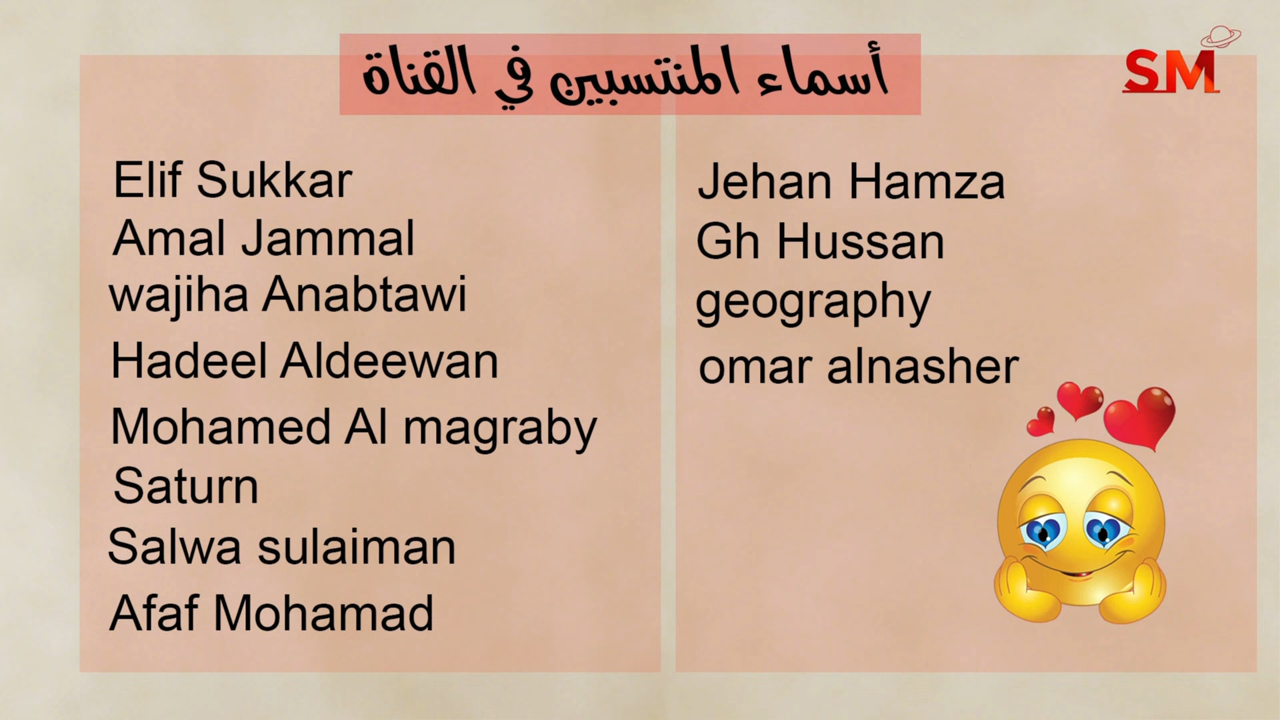 أسماء المنتسبين في القناة
SM
Elif Sukkar
Amal Jammal
wajiha Anabtawi
Hadeel Aldeewan
Mohamed Al magraby
Saturn
Salwa sulaiman
Afaf Mohamad
Jehan Hamza
Gh Hussan
geography
omar alnasher